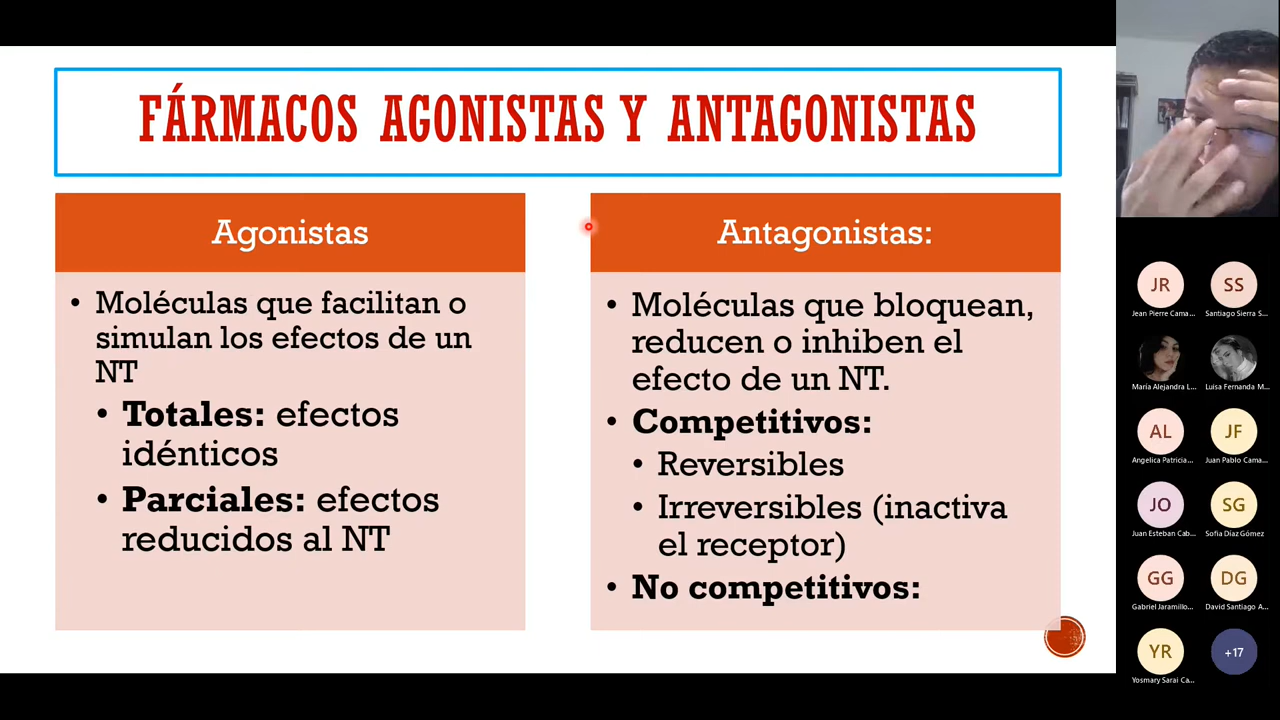 FÁRMACOS AGONISTAS Y ANTAGONISTAS
Agonistas
• Moléculas que facilitan o
simulan los efectos de un
NT
• Totales: efectos
idénticos
• Parciales: efectos
reducidos al NT
Antagonistas:
• Moléculas que bloquean,
reducen o inhiben el
efecto de un NT.
• Competitivos:
• Reversibles
• Irreversibles (inactiva
el receptor)
• No competitivos:
JR
Jean Pierre Cama...
SS
Santiago Sierra S...
María Alejandra L...
Luisa Fernanda M...
AL
Angelica Patricia...
JF
Juan Pablo Cama...
JO
Juan Esteban Cab...
SG
Sofia Diaz Gómez
GG
Gabriel Jaramillo...
DG
David Santiago A...
YR
Yosmary Sarai Ca...
+17